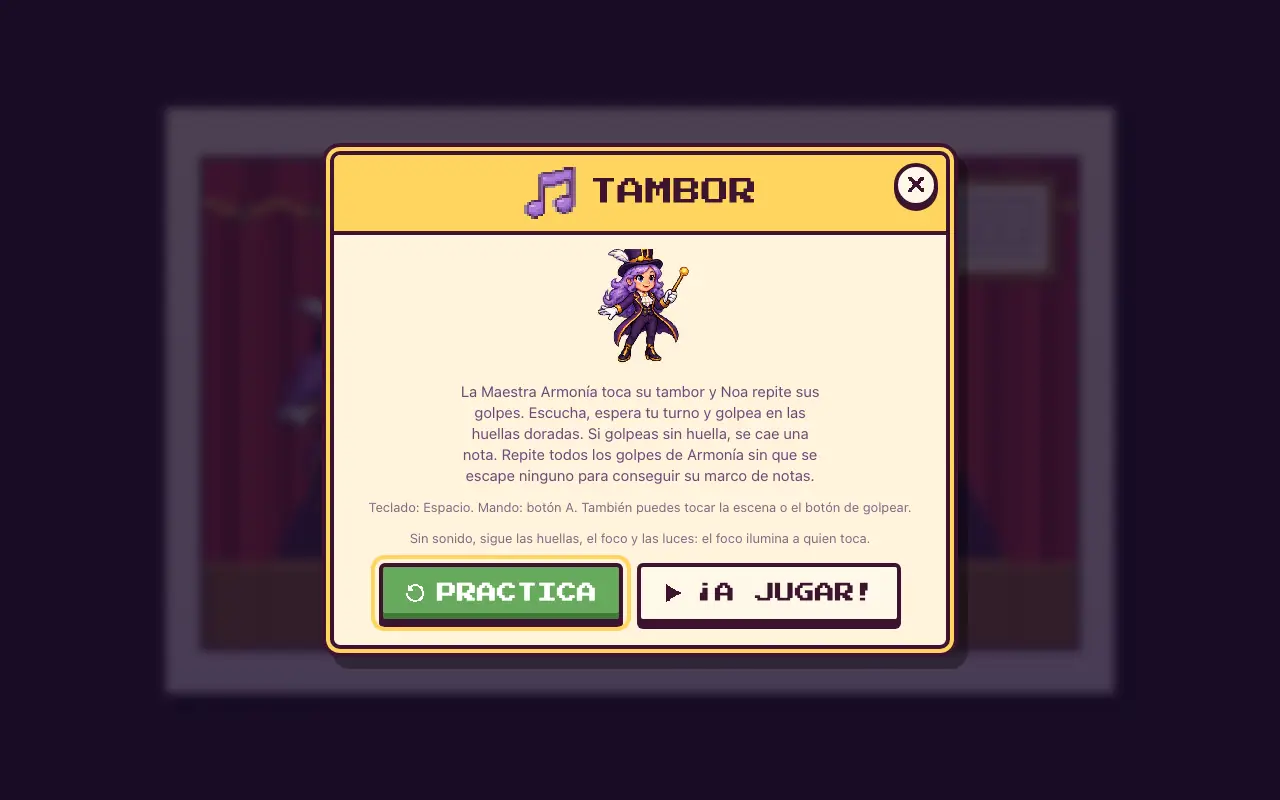 TAMBOR
La Maestra Armonía toca su tambor y Noa repite sus
golpes. Escucha, espera tu turno y golpea en las
huellas doradas. Si golpeas sin huella, se cae una
nota. Repite todos los golpes de Armonía sin que se
escape ninguno para conseguir su marco de notas.
Teclado: Espacio. Mando: botón A. También puedes tocar la escena o el botón de golpear.
Sin sonido, sigue las huellas, el foco y las luces: el foco ilumina a quien toca.
PRACTICA
¡A JUGAR!